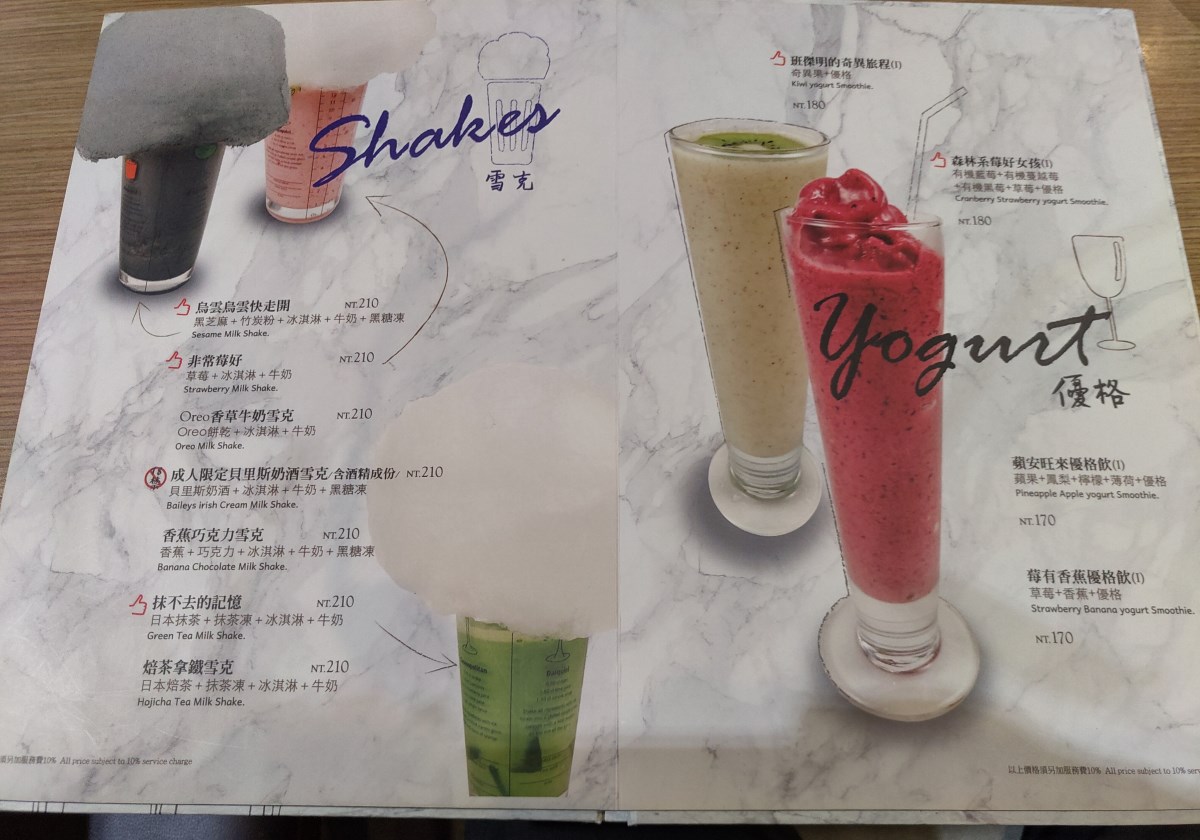 Shakes
雪克
烏雲烏雲快走開 NT.210
黑芝麻+竹炭粉+冰淇淋+牛奶+黑糖凍
Sesame Milk Shake.
非常莓好 NT.210
草莓+冰淇淋+牛奶
Strawberry Milk Shake.
Oreo香草牛奶雪克 NT.210
Oreo餅乾+冰淇淋+牛奶
Oreo Milk Shake.
成人限定貝里斯奶酒雪克/含酒精成份/ NT.210
貝里斯奶酒+冰淇淋+牛奶+黑糖凍
Baileys irish Cream Milk Shake.
香蕉巧克力雪克 NT.210
香蕉+巧克力+冰淇淋+牛奶+黑糖凍
Banana Chocolate Milk Shake.
抹不去的記憶 NT.210
日本抹茶+抹茶凍+冰淇淋+牛奶
Green Tea Milk Shake.
焙茶拿鐵雪克 NT.210
日本焙茶+抹茶凍+冰淇淋+牛奶
Hojicha Tea Milk Shake.
須另加服務費10% All price subject to 10% service charge
班傑明的奇異旅程(I)
奇異果+優格
Kiwi yogurt Smoothie.
NT.180
森林系莓好女孩(I)
有機藍莓+有機蔓越莓
+有機黑莓+草莓+優格
Cranberry Strawberry yogurt Smoothie.
NT.180
Yogurt
優格
蘋安旺來優格飲(I)
蘋果+鳳梨+檸檬+薄荷+優格
Pineapple Apple yogurt Smoothie.
NT.170
莓有香蕉優格飲(I)
草莓+香蕉+優格
Strawberry Banana yogurt Smoothie.
NT.170
以上價格須另加服務費10% All price subject to 10% serv